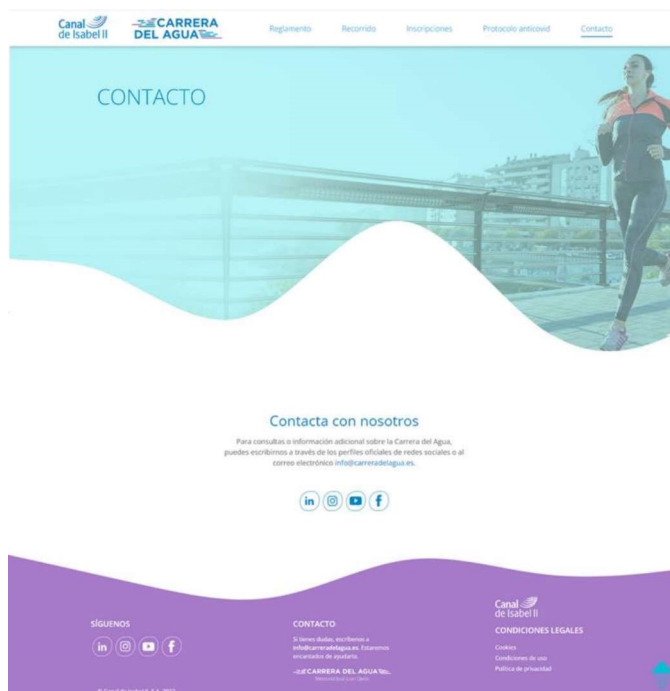 Canal
de Isabel II
CARRERA
DEL AGUA
Reglamento
Recorrido
Inscripciones
Protocolo anticovid
Contacto
CONTACTO
Contacta con nosotros
Para consultas o información adicional sobre la Carrera del Agua,
puedes escribirnos a través de los perfiles oficiales de redes sociales o al
correo electrónico info@carreradelagua.es.
in
f
SÍGUENOS
in
f
CONTACTO
Si tienes dudas, escríbenos a
info@carreradelagua.es. Estaremos
encantados de ayudarte.
CARRERA DEL AGUA
Canal
de Isabel II
CONDICIONES LEGALES
Cookies
Condiciones de uso
Política de privacidad